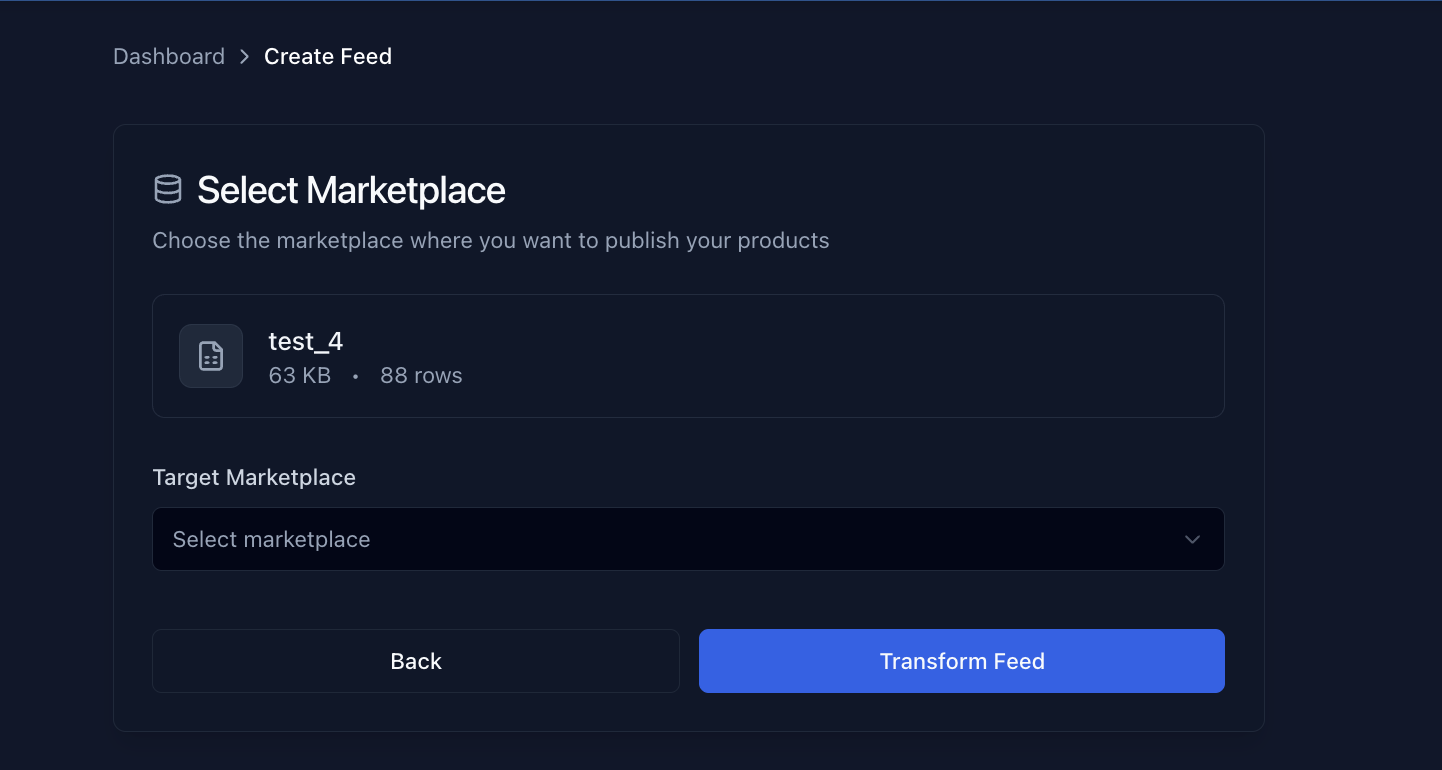 Dashboard > Create Feed
Select Marketplace
Choose the marketplace where you want to publish your products
test_4
63 KB • 88 rows
Target Marketplace
Select marketplace
Back Transform Feed